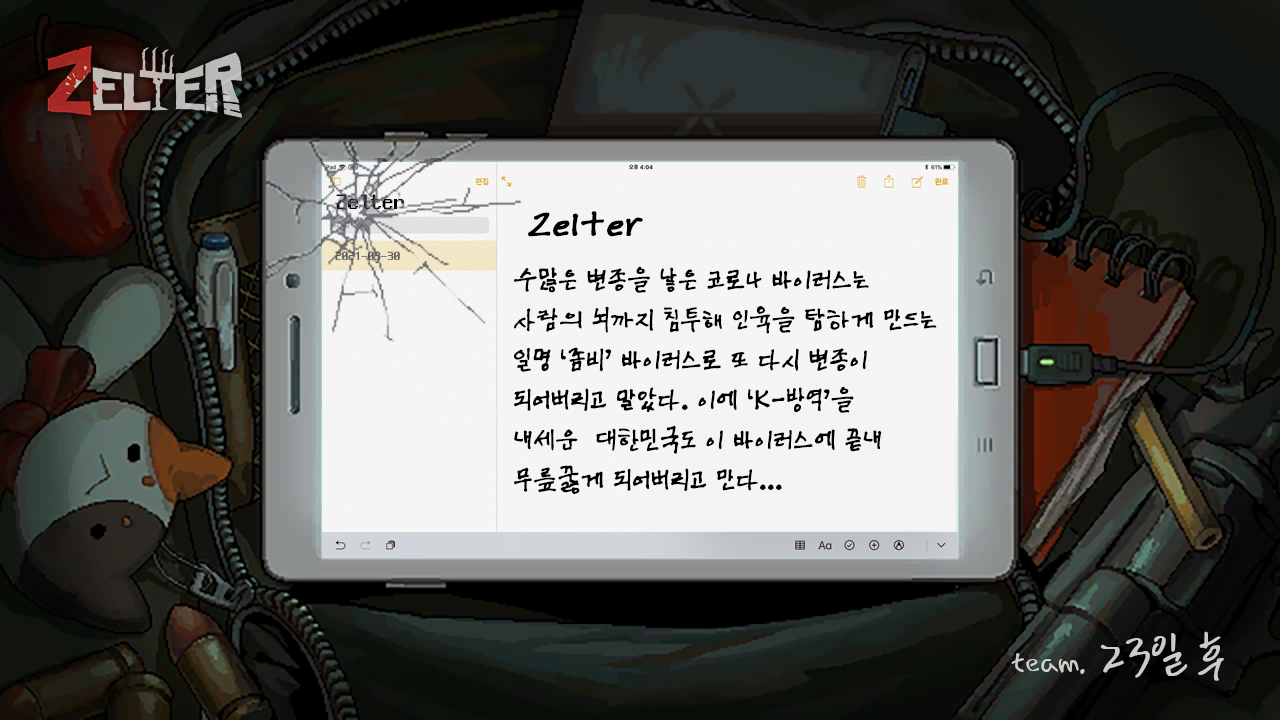 ZELTER
iPad
오후 4:04
61%
편집
완료
Zelter
2021-09-30
Zelter
수많은 변종을 낳은 코로나 바이러스는
사람의 뇌까지 침투해 인육을 탐하게 만드는
일명 ‘좀비’ 바이러스로 또 다시 변종이
되어버리고 말았다. 이에 ‘K-방역’을
내세운 대한민국도 이 바이러스에 끝내
무릎꿇게 되어버리고 만다...
Aa
team. 23일 후